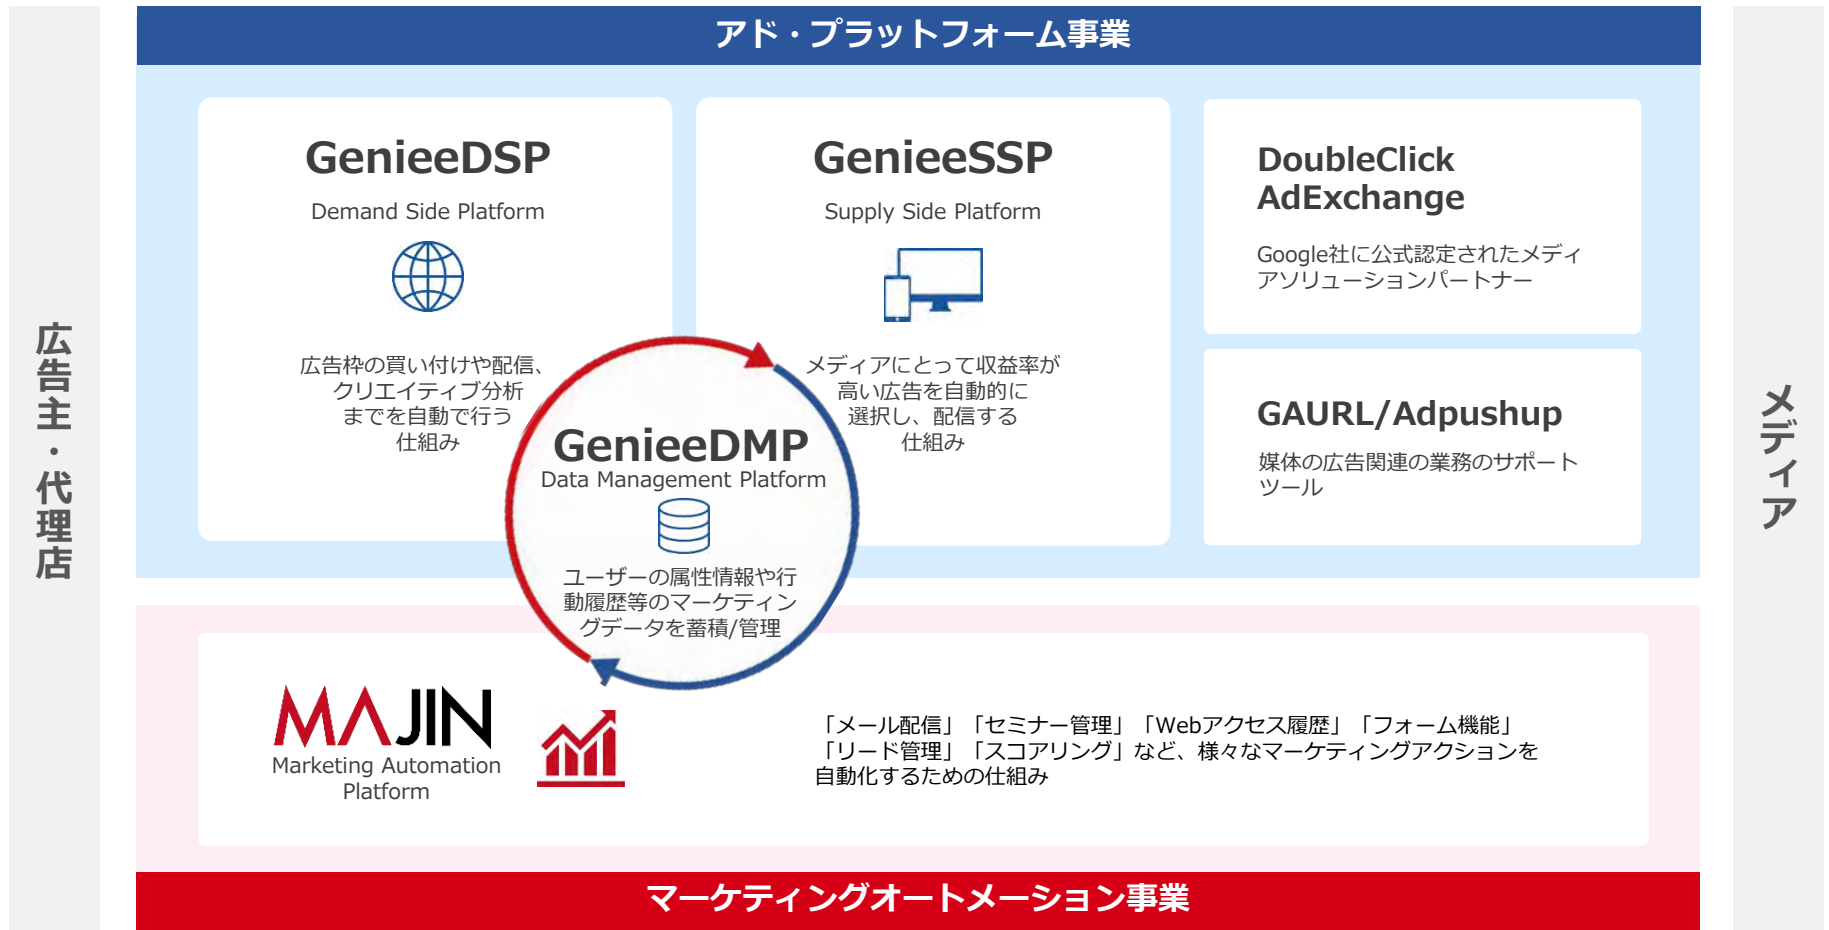 アド・プラットフォーム事業
広告主・代理店
GenieeDSP
Demand Side Platform
広告枠の買い付けや配信、
クリエイティブ分析
までを自動で行う
仕組み
GenieeSSP
Supply Side Platform
メディアにとって収益率が
高い広告を自動的に
選択し、配信する
仕組み
DoubleClick
AdExchange
Google社に公式認定されたメディ
アソリューションパートナー
GAURL/Adpushup
媒体の広告関連の業務のサポート
ツール
GenieeDMP
Data Management Platform
ユーザーの属性情報や行
動履歴等のマーケティン
グデータを蓄積/管理
MAJIN
Marketing Automation
Platform
「メール配信」「セミナー管理」「Webアクセス履歴」「フォーム機能」
「リード管理」「スコアリング」など、様々なマーケティングアクションを
自動化するための仕組み
マーケティングオートメーション事業
メディア